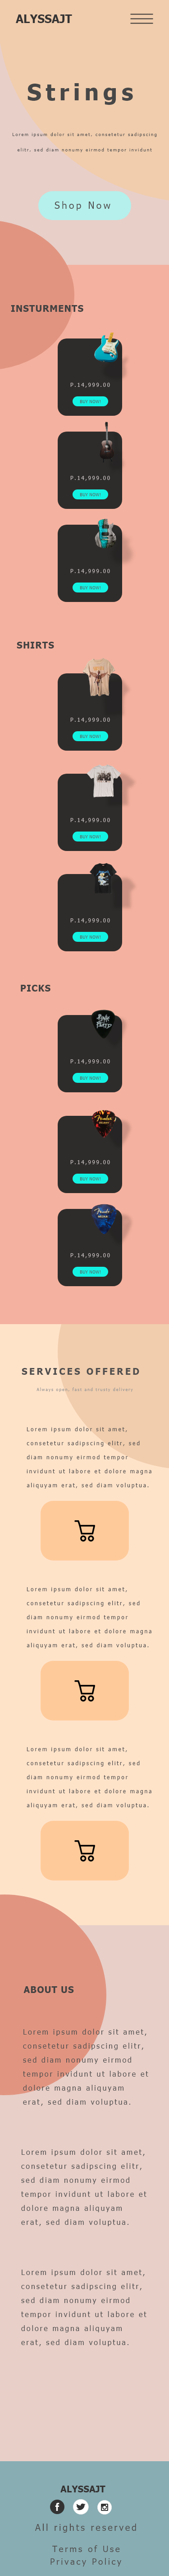 ALYSSAJT
Strings
Lorem ipsum dolor sit amet, consetetur sadipscing
elitr, sed diam nonumy eirmod tempor invidunt
Shop Now
INSTURMENTS
P.14,999.00
BUY NOW!
P.14,999.00
BUY NOW!
P.14,999.00
BUY NOW!
SHIRTS
P.14,999.00
BUY NOW!
P.14,999.00
BUY NOW!
P.14,999.00
BUY NOW!
PICKS
P.14,999.00
BUY NOW!
P.14,999.00
BUY NOW!
P.14,999.00
BUY NOW!
SERVICES OFFERED
Always open, fast and trusty delivery
Lorem ipsum dolor sit amet,
consetetur sadipscing elitr, sed
diam nonumy eirmod tempor
invidunt ut labore et dolore magna
aliquyam erat, sed diam voluptua.
Lorem ipsum dolor sit amet,
consetetur sadipscing elitr, sed
diam nonumy eirmod tempor
invidunt ut labore et dolore magna
aliquyam erat, sed diam voluptua.
Lorem ipsum dolor sit amet,
consetetur sadipscing elitr, sed
diam nonumy eirmod tempor
invidunt ut labore et dolore magna
aliquyam erat, sed diam voluptua.
ABOUT US
Lorem ipsum dolor sit amet,
consetetur sadipscing elitr,
sed diam nonumy eirmod
tempor invidunt ut labore et
dolore magna aliquyam
erat, sed diam voluptua.
Lorem ipsum dolor sit amet,
consetetur sadipscing elitr,
sed diam nonumy eirmod
tempor invidunt ut labore et
dolore magna aliquyam
erat, sed diam voluptua.
Lorem ipsum dolor sit amet,
consetetur sadipscing elitr,
sed diam nonumy eirmod
tempor invidunt ut labore et
dolore magna aliquyam
erat, sed diam voluptua.
ALYSSAJT
All rights reserved
Terms of Use
Privacy Policy